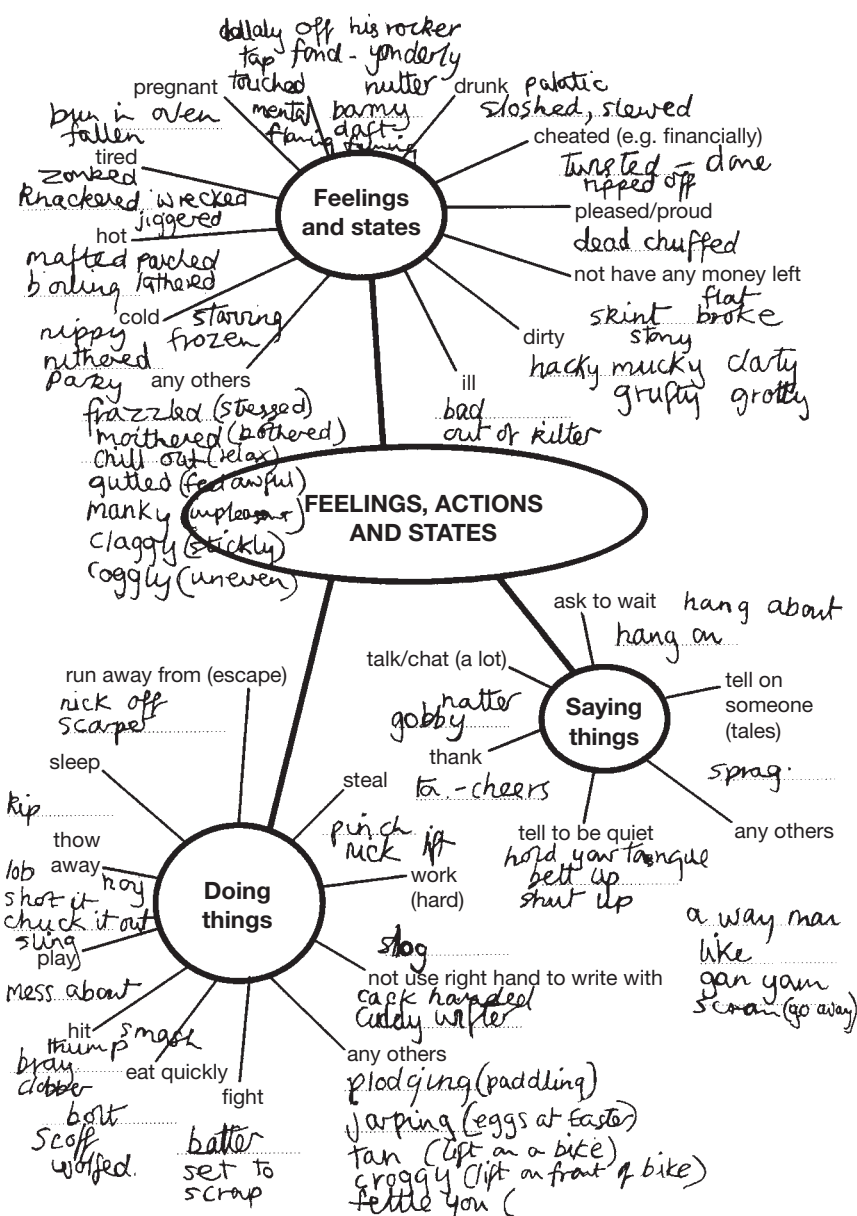 dollaly off his rocker
tap fond - yonderly
touched nutter
mental barmy
daft
pregnant
bun in oven
fallen
drunk palatic
sloshed, slewed
cheated (e.g. financially)
twisted - done
ripped off
tired
zonked
knackered wrecked
jiggered
Feelings
and states
pleased/proud
dead chuffed
hot
mafted parched
boiling lathered
not have any money left
skint flat
broke
stony
cold starving
nippy frozen
nithered
parky
dirty
hacky mucky clarty
grufty grotty
ill
bad
out of kilter
any others
frazzled (stressed)
moithered (bothered)
chill out (relax)
gutted (feel awful)
manky (unpleasant)
claggy (stickly)
coggly (uneven)
FEELINGS, ACTIONS
AND STATES
ask to wait hang about
hang on
talk/chat (a lot)
natter
gobby
tell on
someone
(tales)
sprag.
Saying
things
thank
ta. - cheers
tell to be quiet
hold your tongue
belt up
shut up
any others
a way man
like
gan yam
scran (go away)
run away from (escape)
nick off
scarper
sleep
kip
steal
pinch
nick lift
thow
away
lob hoy
shot it
chuck it out
sling
Doing
things
work
(hard)
slog
play
mess about
not use right hand to write with
cack handed
cuddy wifter
hit
thump smash
bray
clobber
eat quickly
bolt
scoff
wolfed.
fight
batter
set to
scrap
any others
plodging (paddling)
jarping (eggs at Easter)
tan (lift on a bike)
croggy (lift on front of bike)
fettle you (